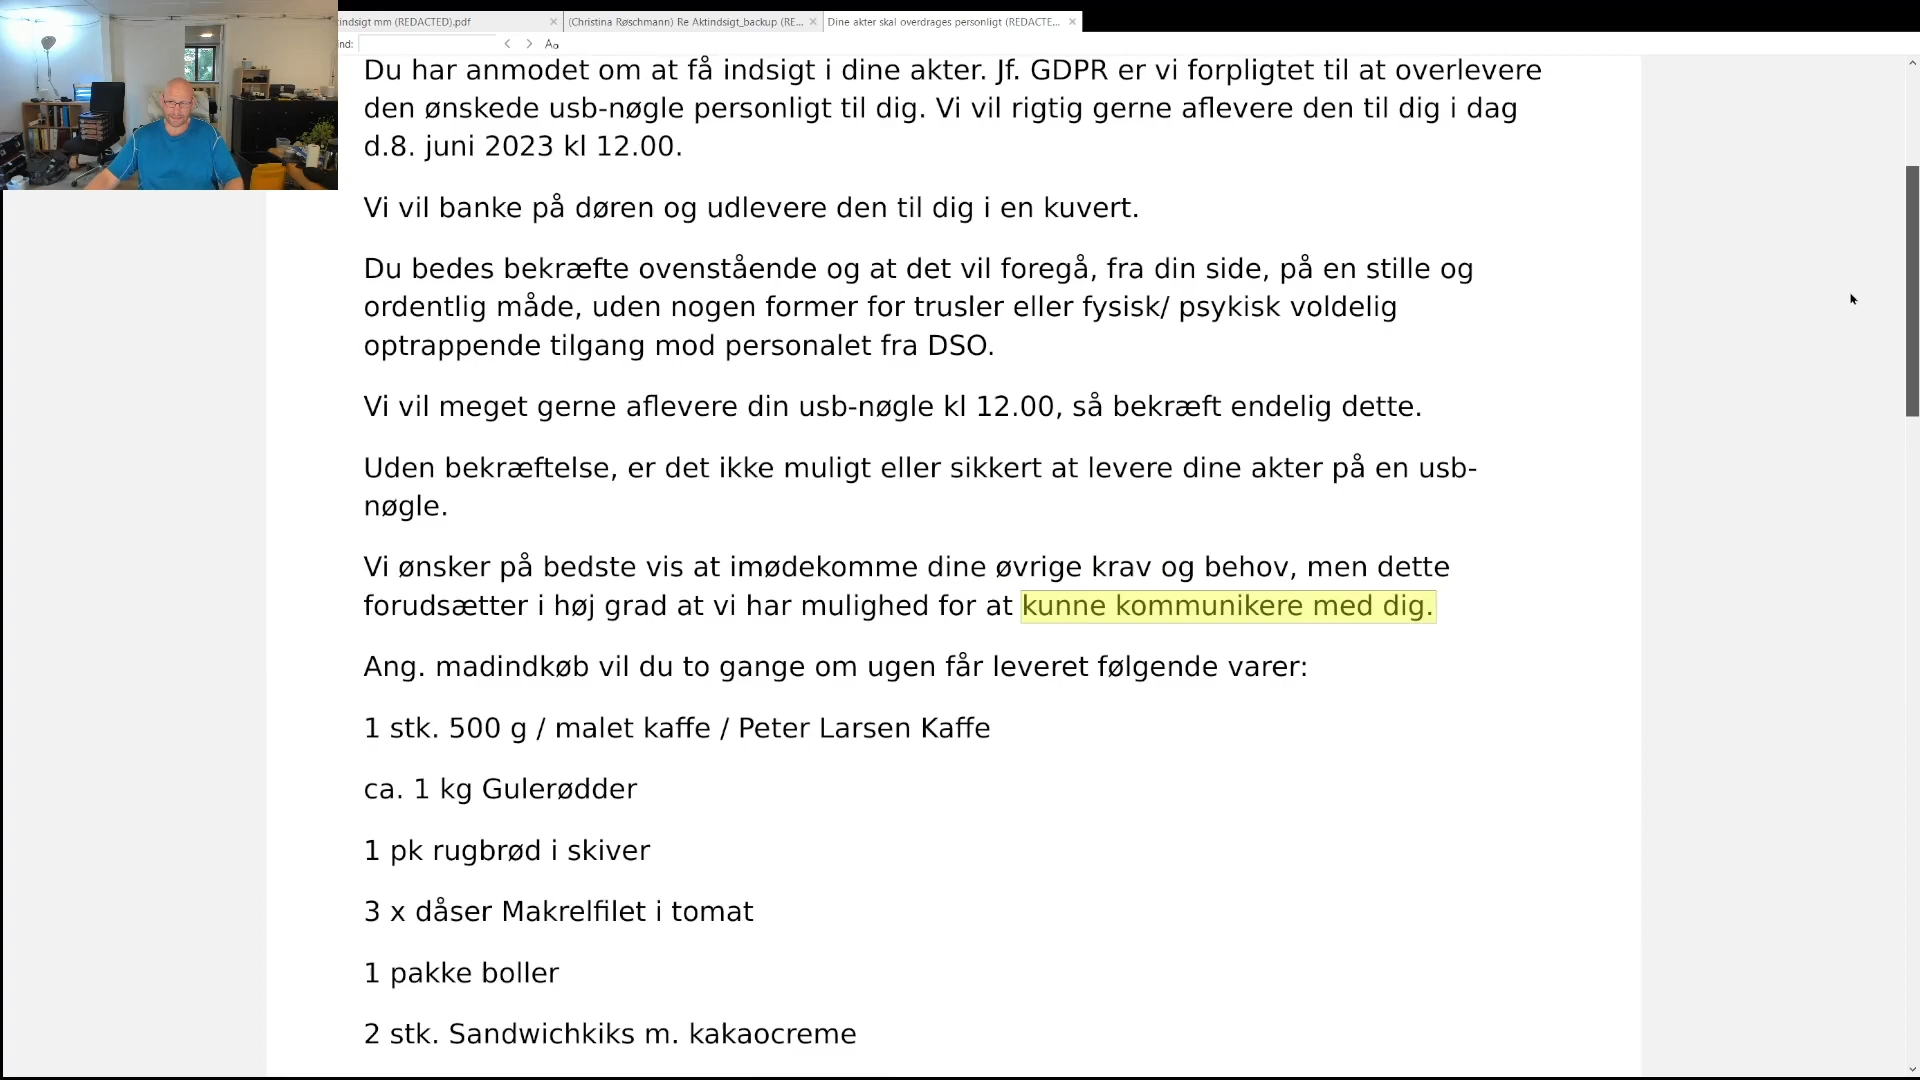 indsigt mm (REDACTED).pdf
(Christina Røschmann) Re Aktindsigt_backup (RE...
Dine akter skal overdrages personligt (REDACTE...
ind:
Aa
Du har anmodet om at få indsigt i dine akter. Jf. GDPR er vi forpligtet til at overlevere
den ønskede usb-nøgle personligt til dig. Vi vil rigtig gerne aflevere den til dig i dag
d.8. juni 2023 kl 12.00.
Vi vil banke på døren og udlevere den til dig i en kuvert.
Du bedes bekræfte ovenstående og at det vil foregå, fra din side, på en stille og
ordentlig måde, uden nogen former for trusler eller fysisk/ psykisk voldelig
optrappende tilgang mod personalet fra DSO.
Vi vil meget gerne aflevere din usb-nøgle kl 12.00, så bekræft endelig dette.
Uden bekræftelse, er det ikke muligt eller sikkert at levere dine akter på en usb-
nøgle.
Vi ønsker på bedste vis at imødekomme dine øvrige krav og behov, men dette
forudsætter i høj grad at vi har mulighed for at kunne kommunikere med dig.
Ang. madindkøb vil du to gange om ugen får leveret følgende varer:
1 stk. 500 g / malet kaffe / Peter Larsen Kaffe
ca. 1 kg Gulerødder
1 pk rugbrød i skiver
3 x dåser Makrelfilet i tomat
1 pakke boller
2 stk. Sandwichkiks m. kakaocreme